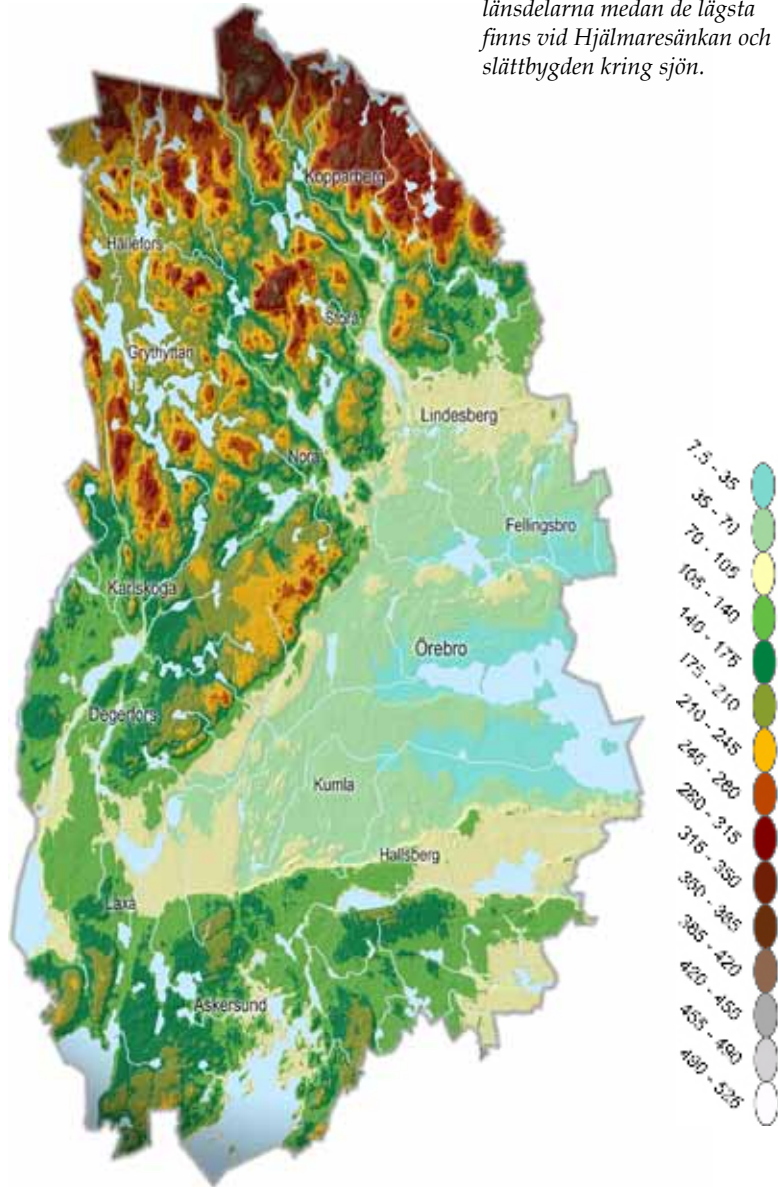 länsdelarna medan de lägsta
finns vid Hjälmaresänkan och
slättbygden kring sjön.
Kopparberg
Hällefors
Storå
Grythyttan
Lindesberg
Nora
Fellingsbro
Karlskoga
Örebro
Degerfors
Kumla
Hallsberg
Laxå
Askersund
7.5 - 35
35 - 70
70 - 105
105 - 140
140 - 175
175 - 210
210 - 245
245 - 280
280 - 315
315 - 350
350 - 385
385 - 420
420 - 455
455 - 490
490 - 525